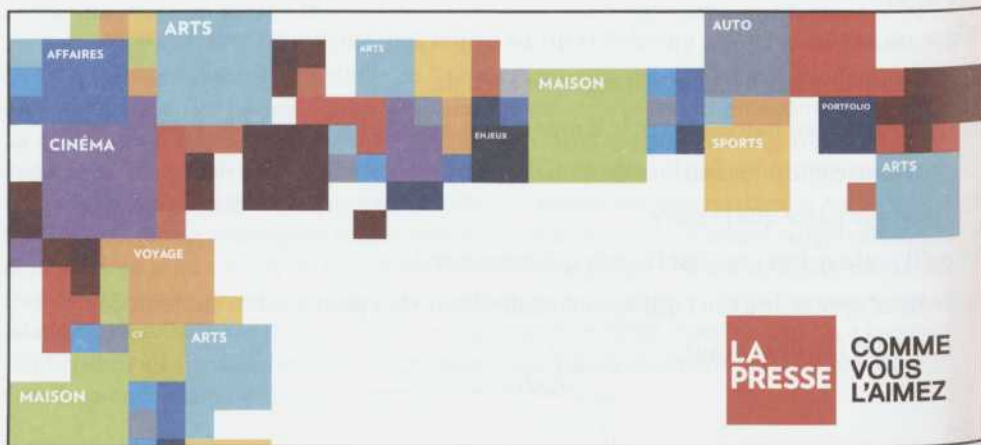 ARTS
AUTO
AFFAIRES
ARTS
MAISON
PORTFOLIO
CINÉMA
ENJEUX
SPORTS
ARTS
VOYAGE
ARTS
MAISON
LA
PRESSE
COMME
VOUS
L'AIMEZ